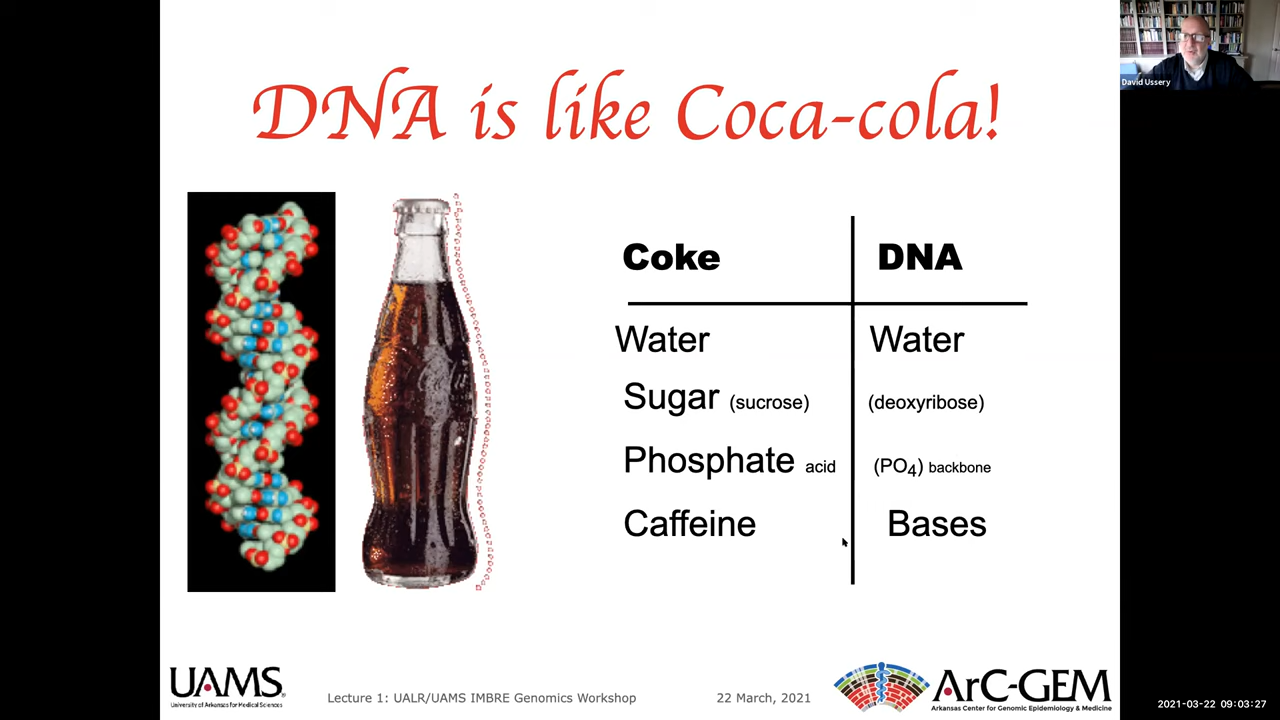 DNA is like Coca-cola!
David Ussery
Coke DNA
Water Water
Sugar (sucrose) (deoxyribose)
Phosphate acid (PO4) backbone
Caffeine Bases
UAMS
University of Arkansas for Medical Sciences
Lecture 1: UALR/UAMS IMBRE Genomics Workshop 22 March, 2021
ArC-GEM
Arkansas Center for Genomic Epidemiology & Medicine
2021-03-22 09:03:27